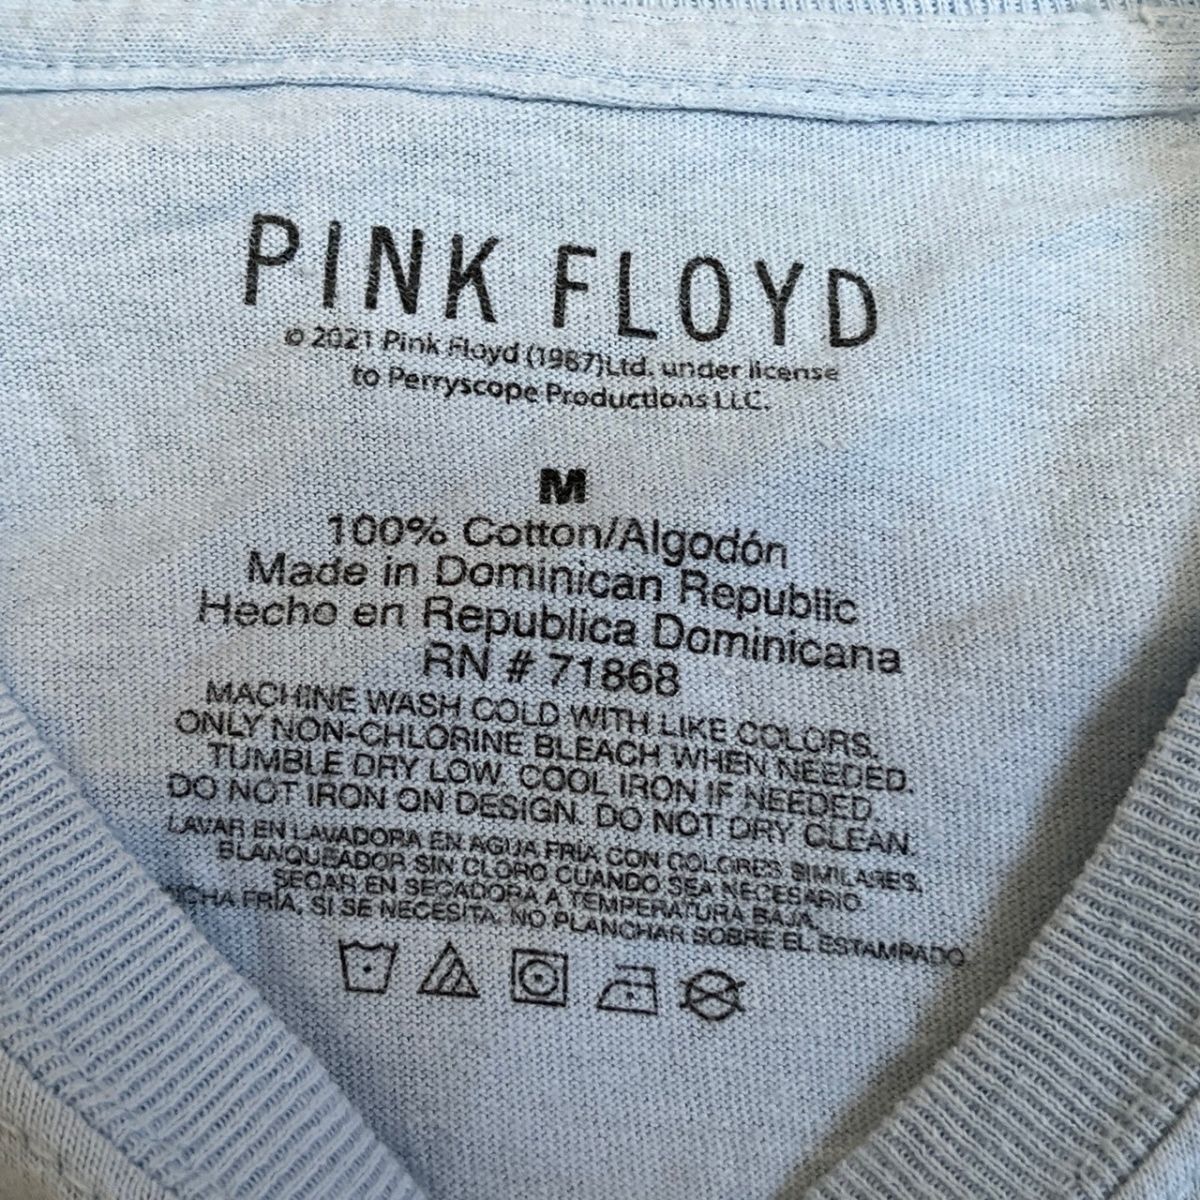 PINK FLOYD
© 2021 Pink Floyd (1987)Ltd. under license
to Perryscope Productions LLC.
M
100% Cotton/Algodón
Made in Dominican Republic
Hecho en Republica Dominicana
RN # 71868
MACHINE WASH COLD WITH LIKE COLORS.
ONLY NON-CHLORINE BLEACH WHEN NEEDED.
TUMBLE DRY LOW. COOL IRON IF NEEDED
DO NOT IRON ON DESIGN. DO NOT DRY CLEAN.
LAVAR EN LAVADORA EN AGUA FRIA CON COLORES SIMILARES.
BLANQUEADOR SIN CLORO CUANDO SEA NECESARIO.
SECAR EN SECADORA A TEMPERATURA BAJA.
FRIA, SI SE NECESITA. NO PLANCHAR SOBRE EL ESTAMPADO.